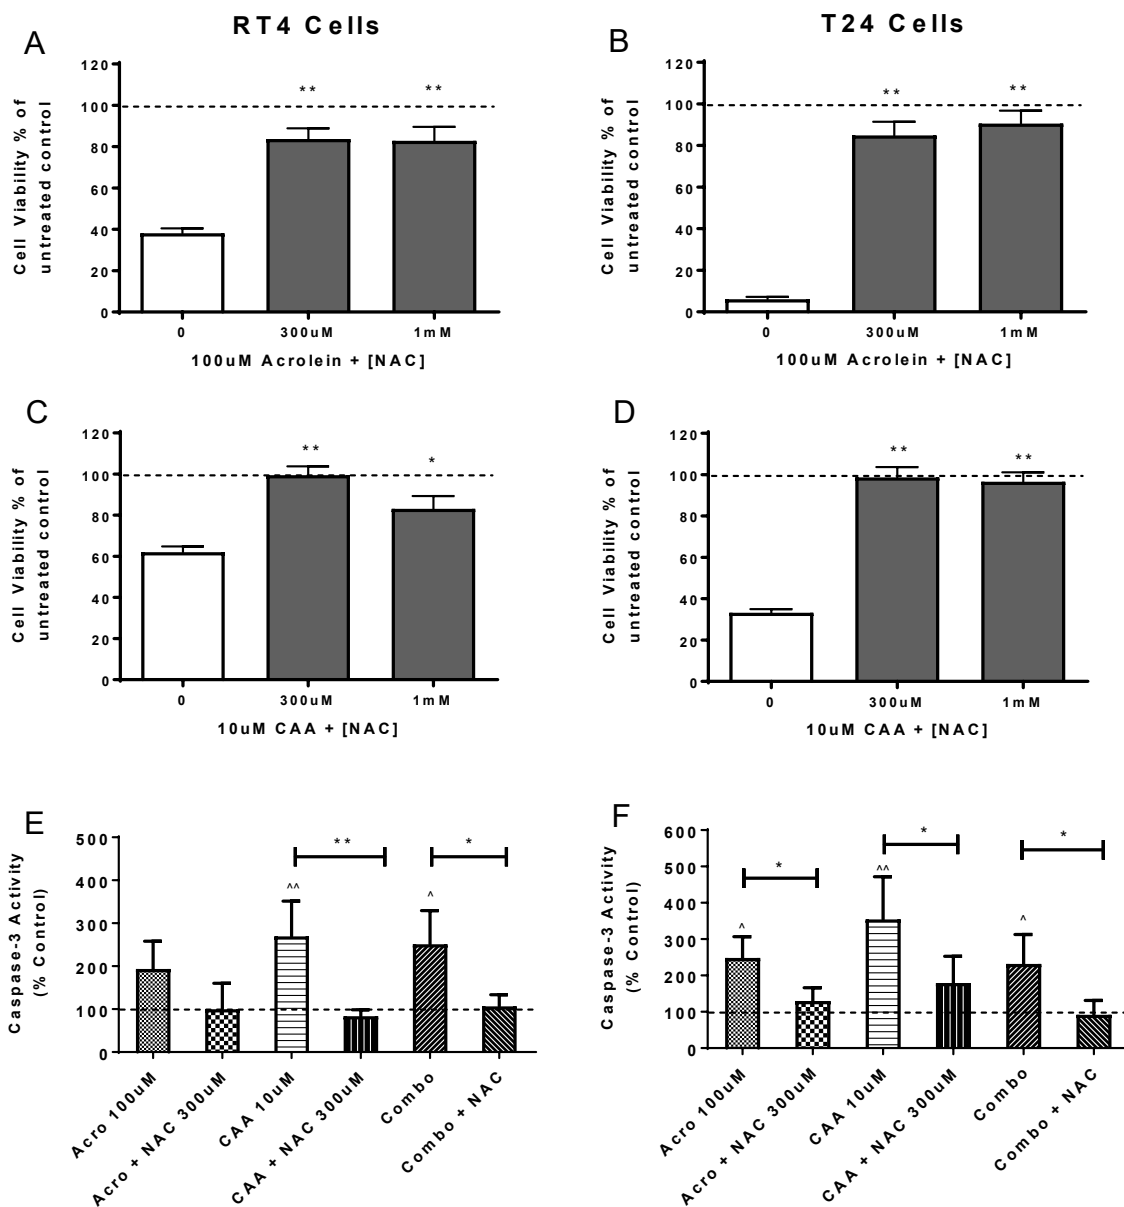 RT4 Cells
T24 Cells
A
Cell Viability % of
untreated control
120
100
80
60
40
20
0
**
**
0
300uM
1mM
100uM Acrolein + [NAC]
B
Cell Viability % of
untreated control
120
100
80
60
40
20
0
**
**
0
300uM
1mM
100uM Acrolein + [NAC]
C
Cell Viability % of
untreated control
120
100
80
60
40
20
0
**
*
0
300uM
1mM
10uM CAA + [NAC]
D
Cell Viability % of
untreated control
120
100
80
60
40
20
0
**
**
0
300uM
1mM
10uM CAA + [NAC]
E
Caspase-3 Activity
(% Control)
500
400
300
200
100
0
**
*
^^
^
Acro 100uM
Acro + NAC 300uM
CAA 10uM
CAA + NAC 300uM
Combo
Combo + NAC
F
Caspase-3 Activity
(% Control)
600
500
400
300
200
100
0
*
*
*
^
^^
^
Acro 100uM
Acro + NAC 300uM
CAA 10uM
CAA + NAC 300uM
Combo
Combo + NAC